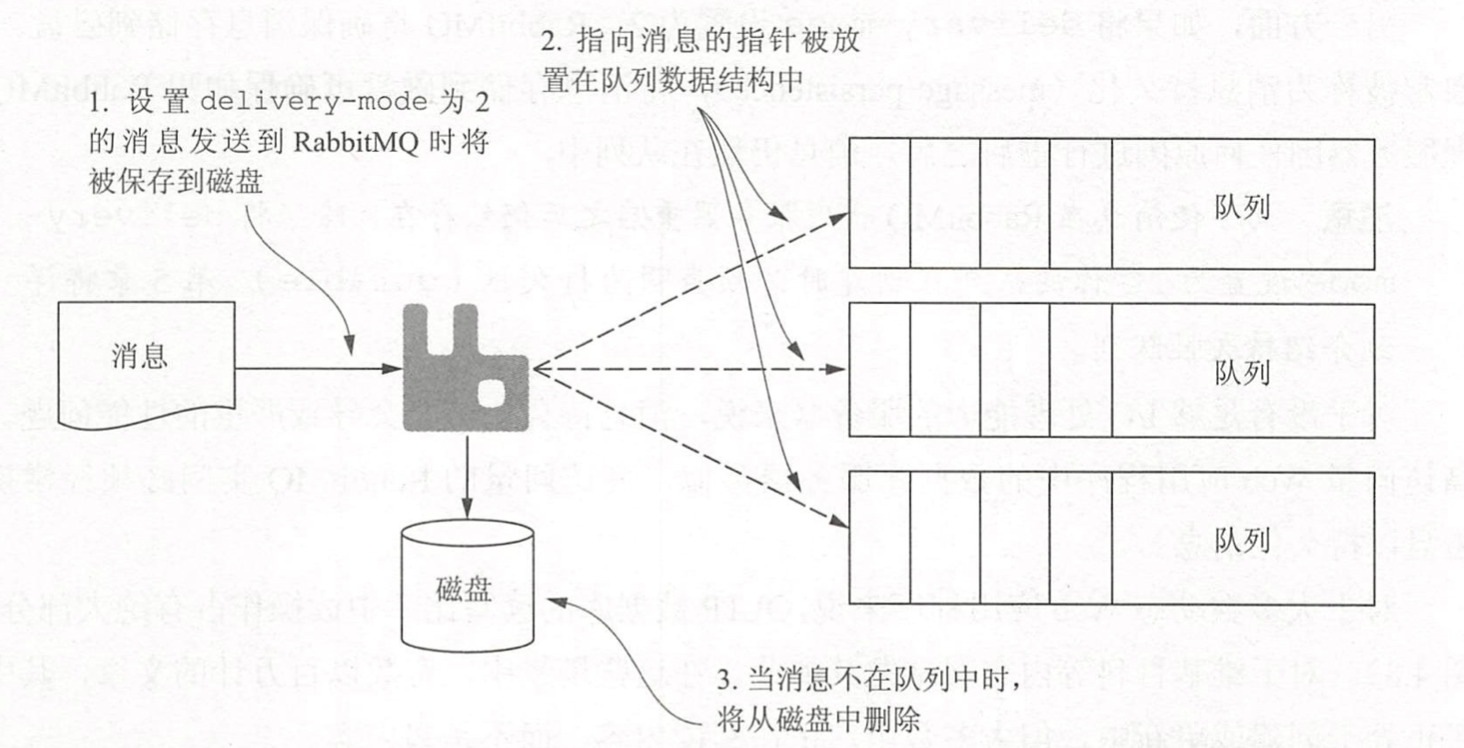 2. 指向消息的指针被放
置在队列数据结构中
1. 设置 delivery-mode 为 2
的消息发送到 RabbitMQ 时将
被保存到磁盘
队列
消息
队列
队列
磁盘
3. 当消息不在队列中时，
将从磁盘中删除